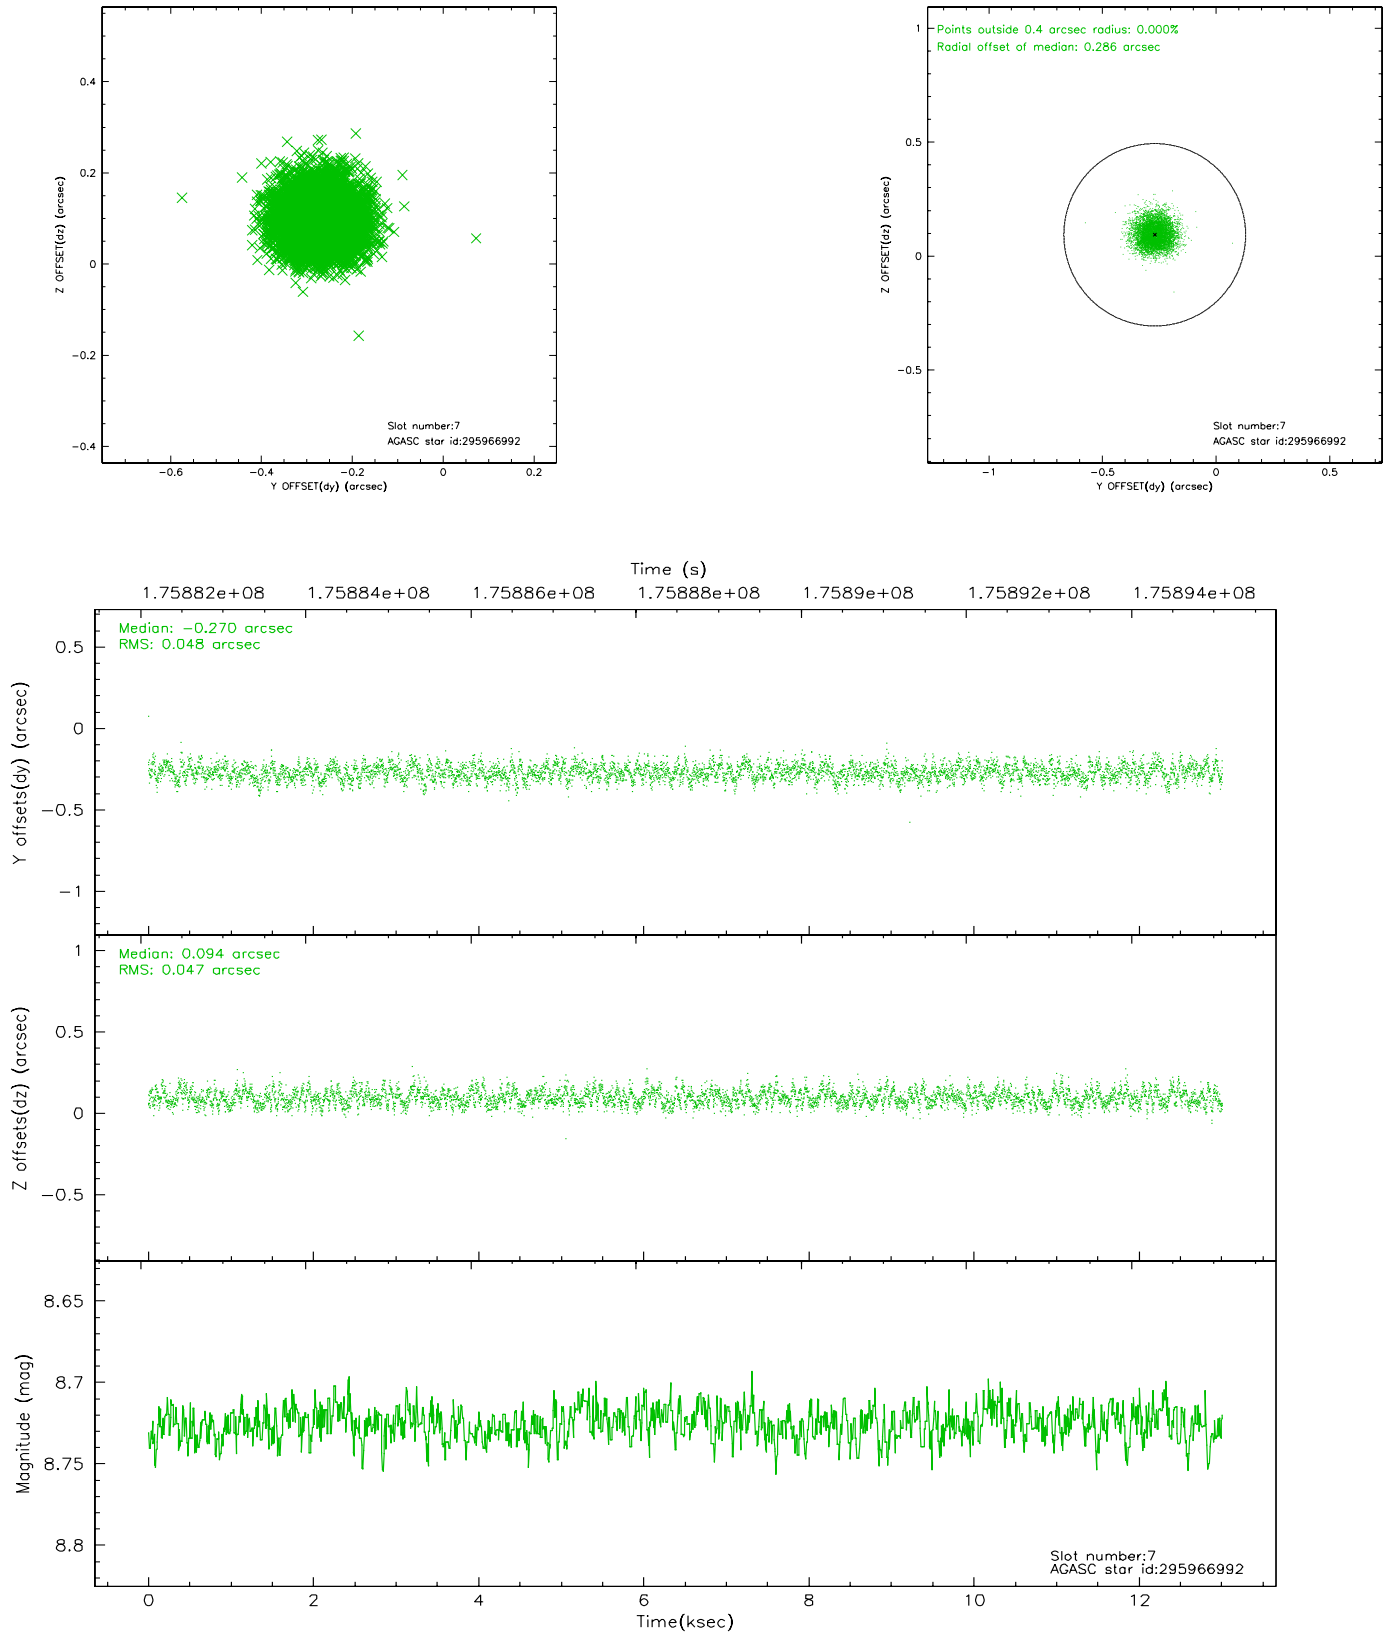 0.4
0.2
0
−0.2
−0.4
Z OFFSET(dz) (arcsec)
Slot number:7
AGASC star id:295966992
−0.6
−0.4
−0.2
0
0.2
Y OFFSET(dy) (arcsec)
Points outside 0.4 arcsec radius: 0.000%
Radial offset of median: 0.286 arcsec
1
0.5
0
−0.5
Z OFFSET(dz) (arcsec)
Slot number:7
AGASC star id:295966992
−1
−0.5
0
0.5
Y OFFSET(dy) (arcsec)
Time (s)
1.75882e+08
1.75884e+08
1.75886e+08
1.75888e+08
1.7589e+08
1.75892e+08
1.75894e+08
Median: −0.270 arcsec
RMS: 0.048 arcsec
0.5
0
−0.5
−1
Y offsets(dy) (arcsec)
Median: 0.094 arcsec
RMS: 0.047 arcsec
1
0.5
0
−0.5
Z offsets(dz) (arcsec)
8.65
8.7
8.75
8.8
Magnitude (mag)
Slot number:7
AGASC star id:295966992
0
2
4
6
8
10
12
Time(ksec)